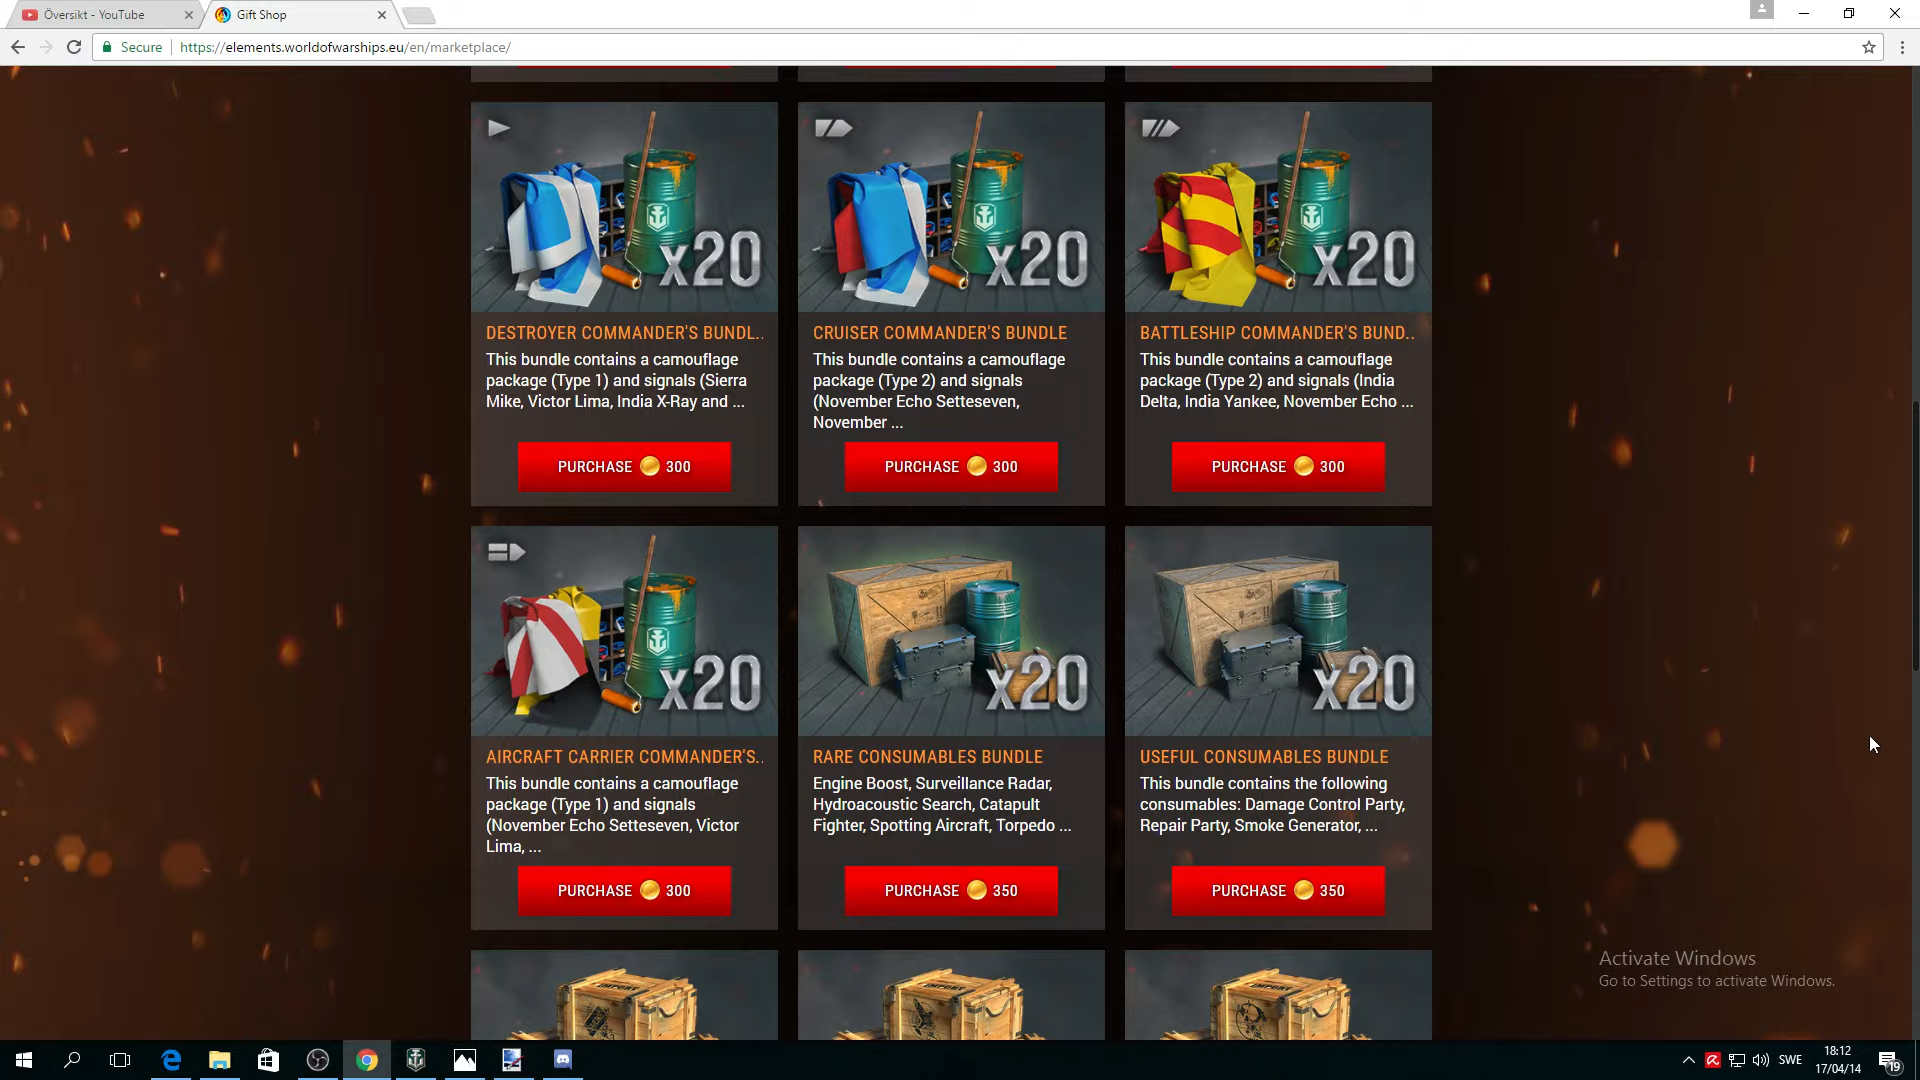 Översikt - YouTube
Gift Shop
Secure
https://elements.worldofwarships.eu/en/marketplace/
x20
x20
x20
DESTROYER COMMANDER'S BUNDL..
This bundle contains a camouflage
package (Type 1) and signals (Sierra
Mike, Victor Lima, India X-Ray and ...
PURCHASE 300
CRUISER COMMANDER'S BUNDLE
This bundle contains a camouflage
package (Type 2) and signals
(November Echo Setteseven,
November ...
PURCHASE 300
BATTLESHIP COMMANDER'S BUND..
This bundle contains a camouflage
package (Type 2) and signals (India
Delta, India Yankee, November Echo ...
PURCHASE 300
x20
x20
x20
AIRCRAFT CARRIER COMMANDER'S..
This bundle contains a camouflage
package (Type 1) and signals
(November Echo Setteseven, Victor
Lima, ...
PURCHASE 300
RARE CONSUMABLES BUNDLE
Engine Boost, Surveillance Radar,
Hydroacoustic Search, Catapult
Fighter, Spotting Aircraft, Torpedo ...
PURCHASE 350
USEFUL CONSUMABLES BUNDLE
This bundle contains the following
consumables: Damage Control Party,
Repair Party, Smoke Generator, ...
PURCHASE 350
IMPORT
IMPORT
IMPORT
Activate Windows
Go to Settings to activate Windows.
SWE
18:12
17/04/14
19